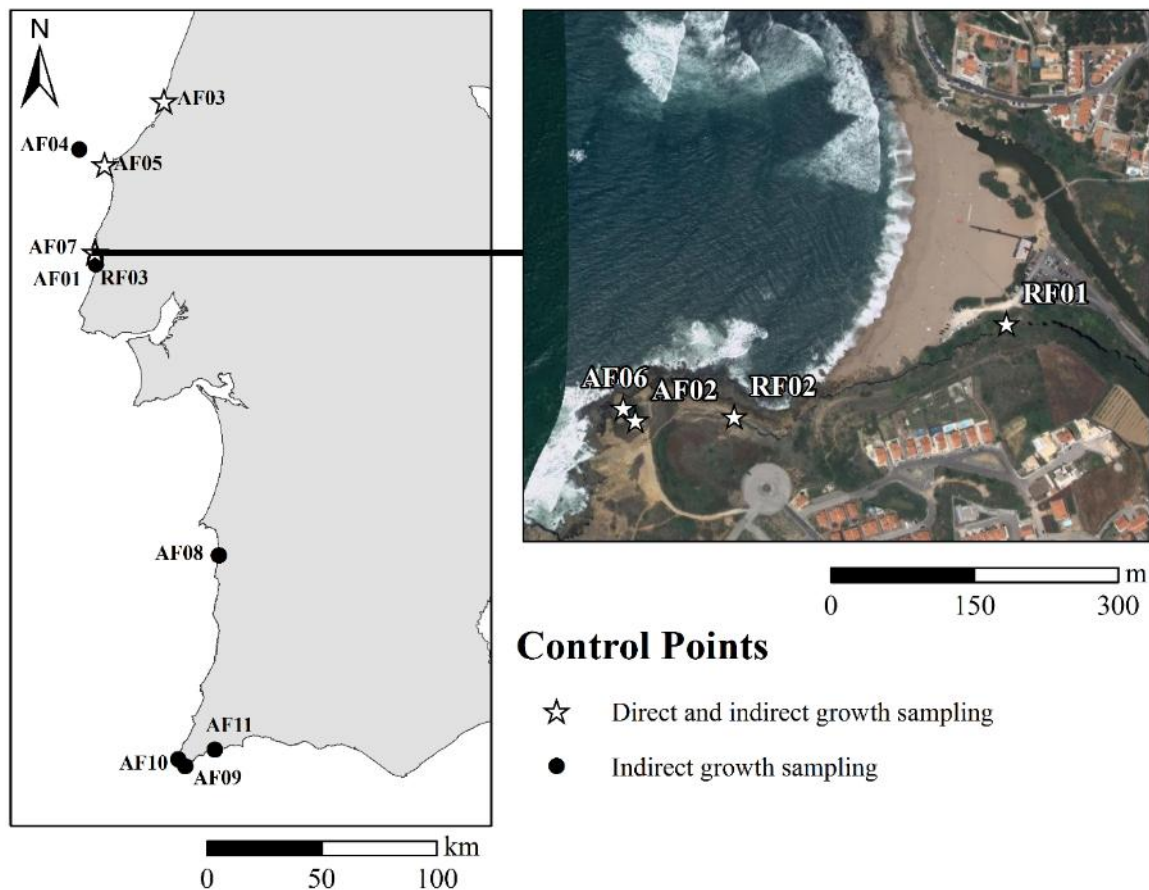 N
AF03
AF04
AF05
AF07
AF01 RF03
AF08
AF11
AF10
AF09
km
0 50 100
RF01
AF06
AF02
RF02
m
0 150 300
Control Points
Direct and indirect growth sampling
Indirect growth sampling